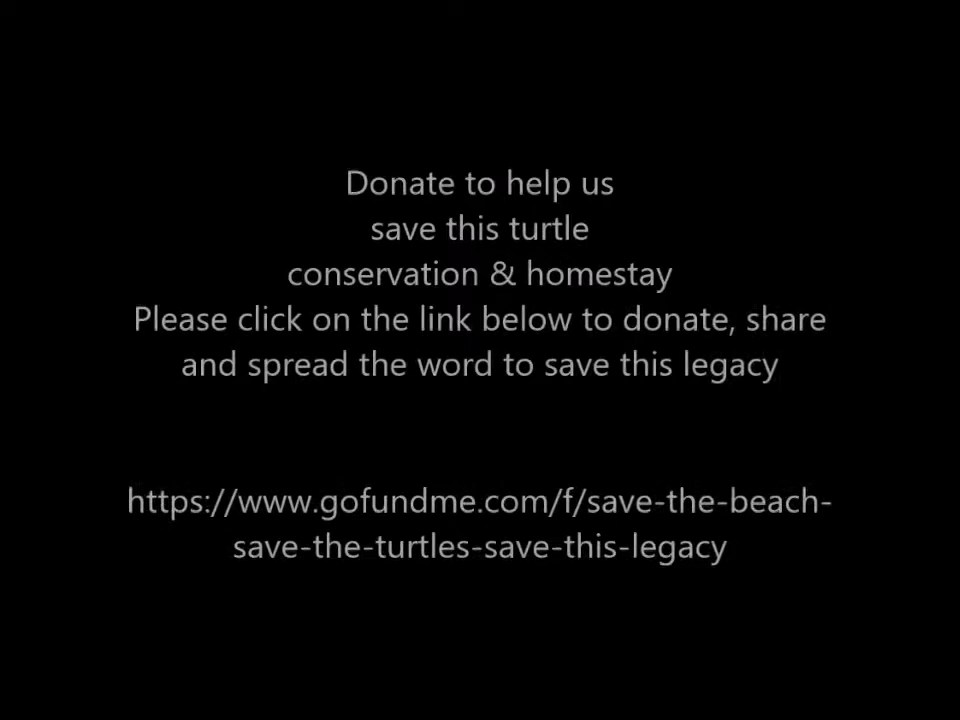 Donate to help us
save this turtle
conservation & homestay
Please click on the link below to donate, share
and spread the word to save this legacy
https://www.gofundme.com/f/save-the-beach-
save-the-turtles-save-this-legacy